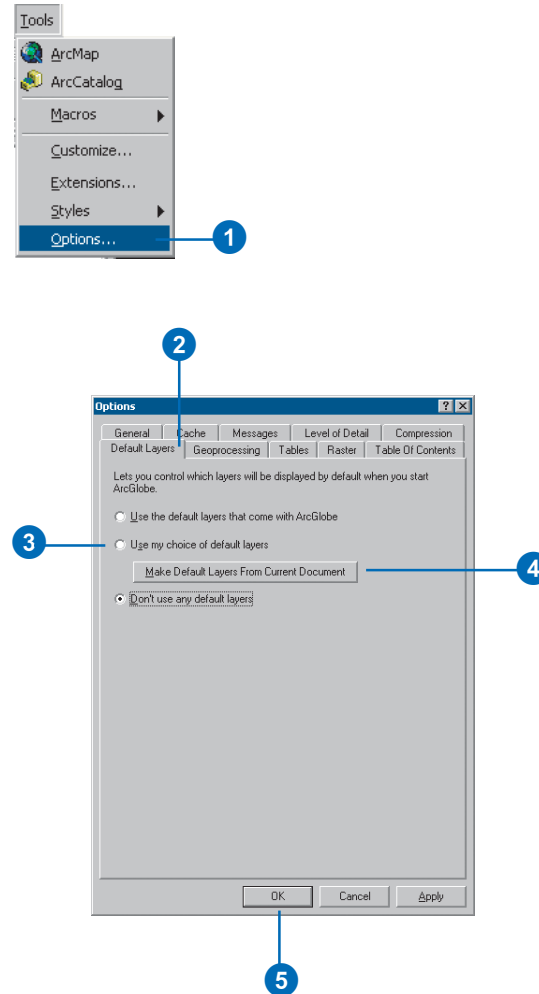 Tools
ArcMap
ArcCatalog
Macros
Customize...
Extensions...
Styles
Options...
1
2
Options
General Cache Messages Level of Detail Compression
Default Layers Geoprocessing Tables Raster Table Of Contents
Lets you control which layers will be displayed by default when you start
ArcGlobe.
Use the default layers that come with ArcGlobe
3
Use my choice of default layers
Make Default Layers From Current Document
4
Don't use any default layers
OK Cancel Apply
5